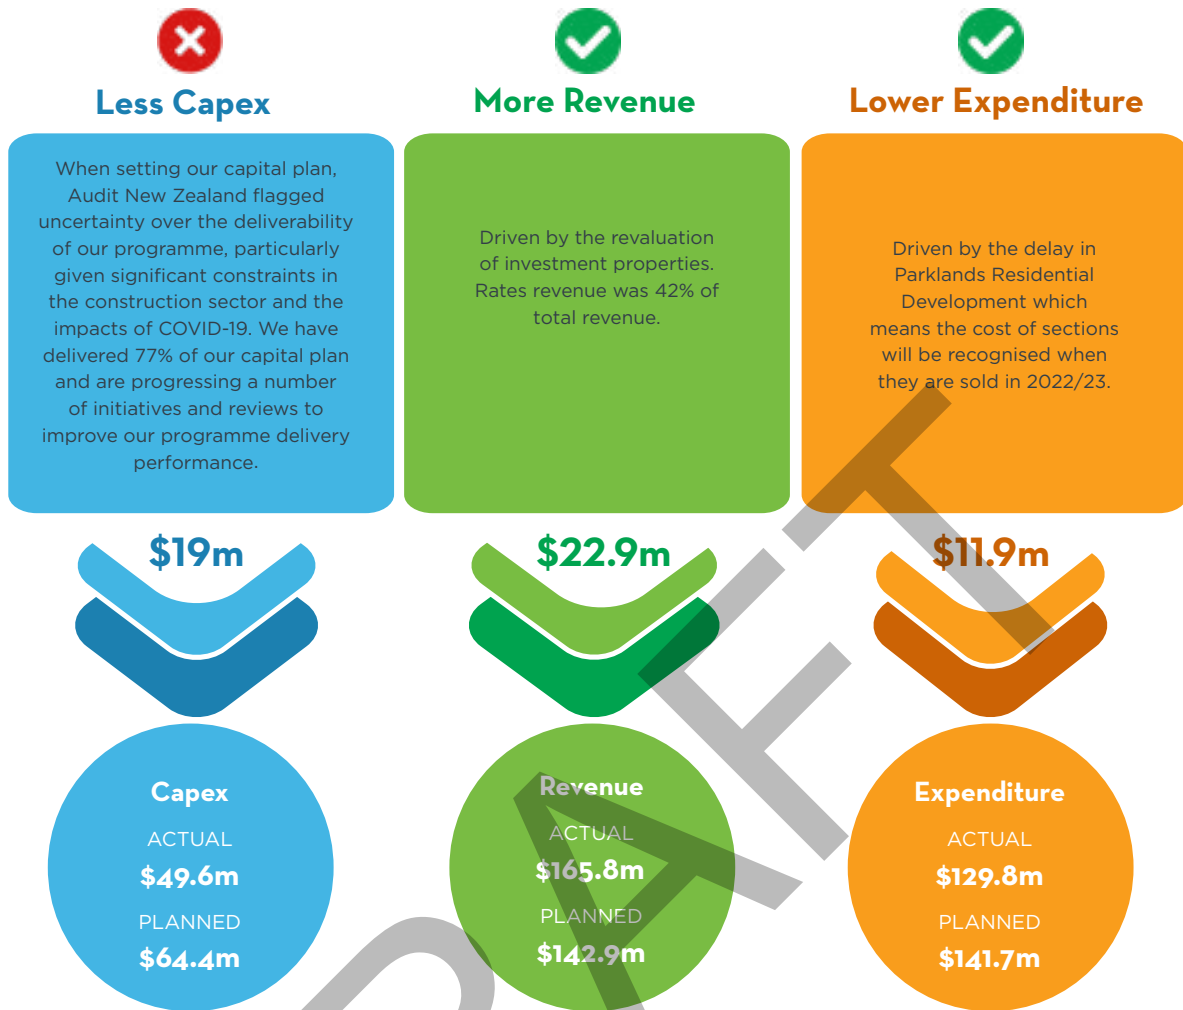 Less Capex
When setting our capital plan,
Audit New Zealand flagged
uncertainty over the deliverability
of our programme, particularly
given significant constraints in
the construction sector and the
impacts of COVID-19. We have
delivered 77% of our capital plan
and are progressing a number
of initiatives and reviews to
improve our programme delivery
performance.
$19m
Capex
ACTUAL
$49.6m
PLANNED
$64.4m
More Revenue
Driven by the revaluation
of investment properties.
Rates revenue was 42% of
total revenue.
$22.9m
Revenue
ACTUAL
$165.8m
PLANNED
$142.9m
Lower Expenditure
Driven by the delay in
Parklands Residential
Development which
means the cost of sections
will be recognised when
they are sold in 2022/23.
$11.9m
Expenditure
ACTUAL
$129.8m
PLANNED
$141.7m